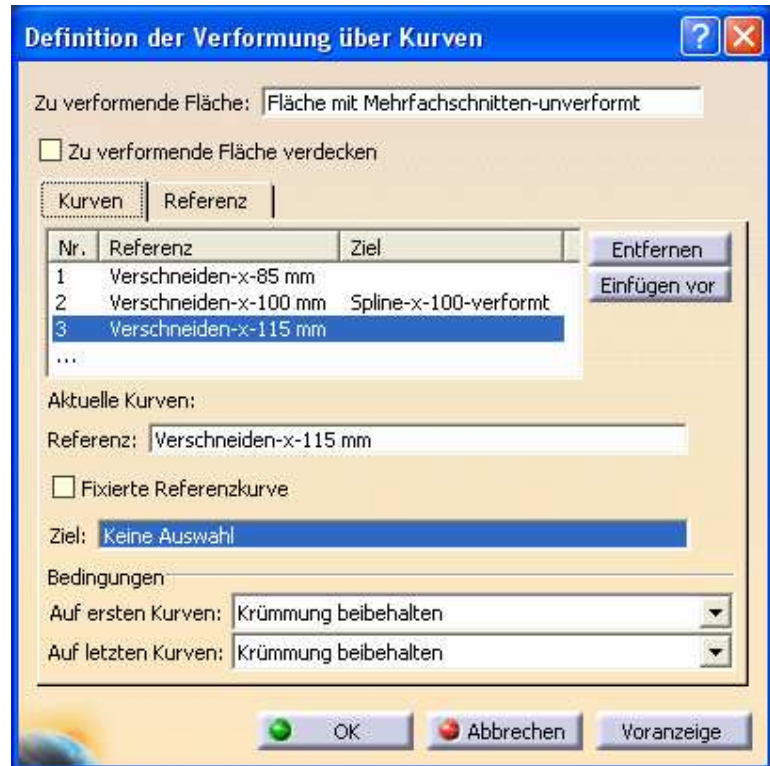 Definition der Verformung über Kurven
Zu verformende Fläche: Fläche mit Mehrfachschnitten-unverformt
Zu verformende Fläche verdecken
Kurven Referenz
Nr. Referenz Ziel
1 Verschneiden-x-85 mm
2 Verschneiden-x-100 mm Spline-x-100-verformt
3 Verschneiden-x-115 mm
...
Entfernen
Einfügen vor
Aktuelle Kurven:
Referenz: Verschneiden-x-115 mm
Fixierte Referenzkurve
Ziel: Keine Auswahl
Bedingungen
Auf ersten Kurven: Krümmung beibehalten
Auf letzten Kurven: Krümmung beibehalten
OK Abbrechen Voranzeige